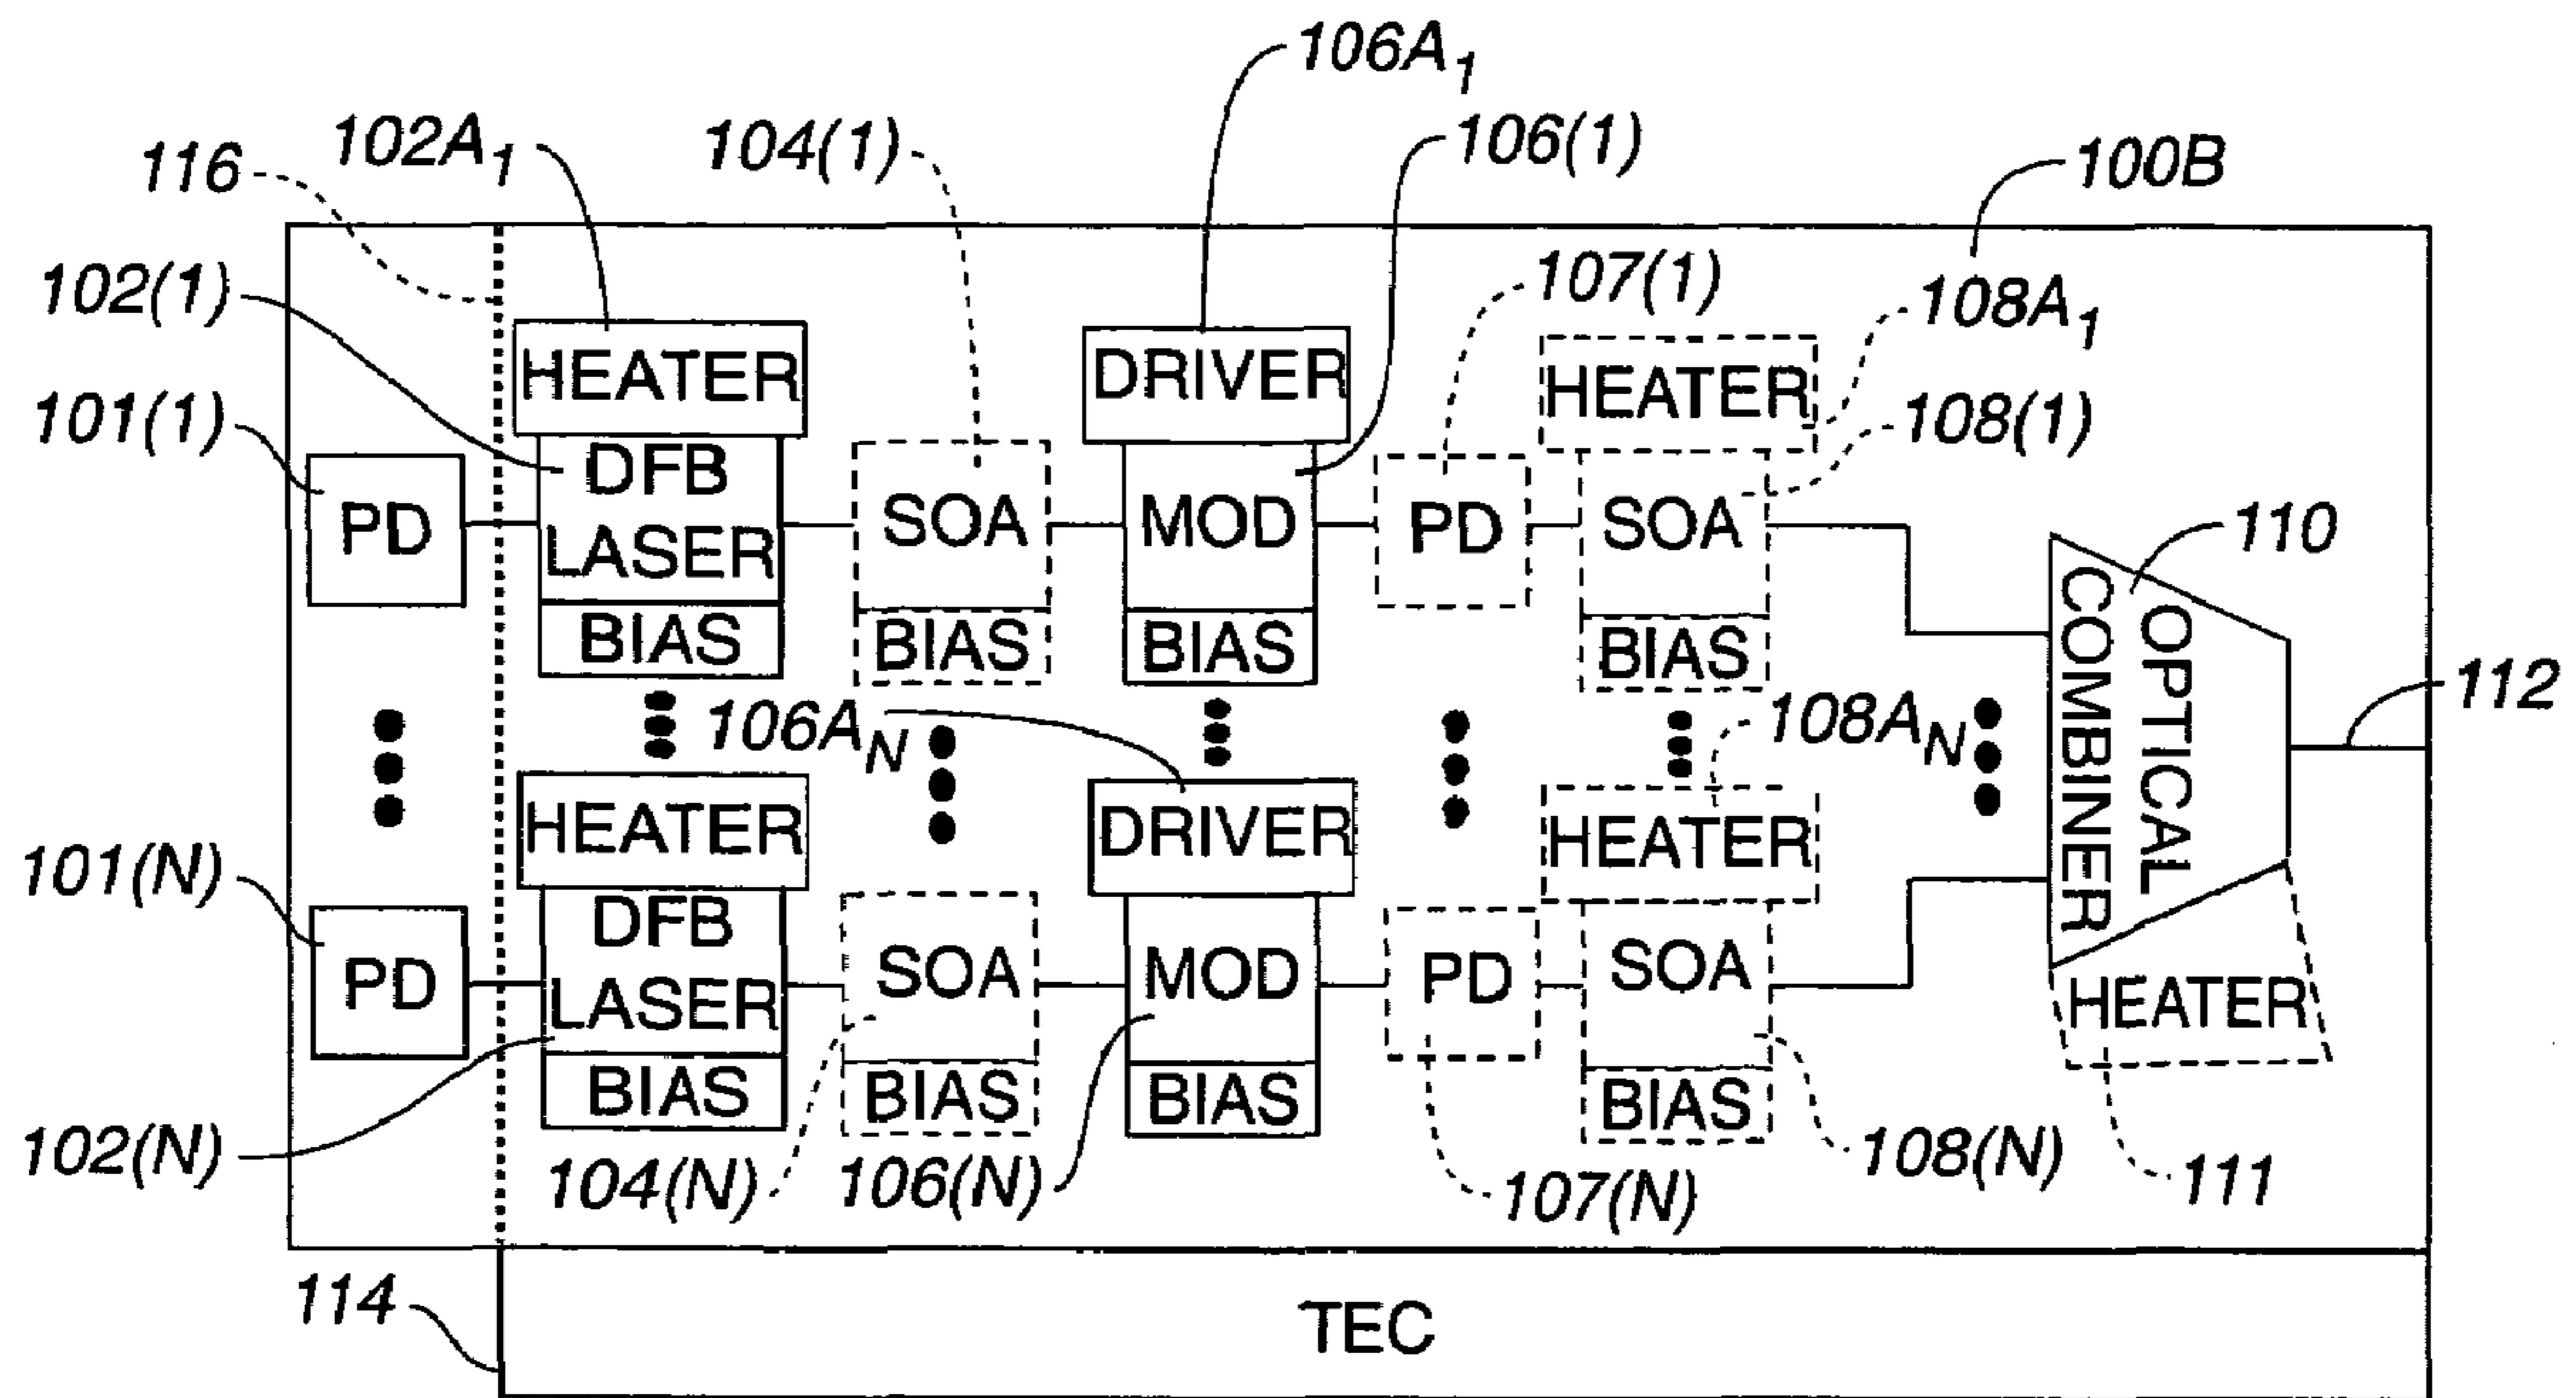 106A1
102A1
104(1)
106(1)
116
100B
102(1)
107(1)
108A1
HEATER
DRIVER
HEATER
101(1)
108(1)
PD
DFB
LASER
SOA
MOD
PD
SOA
110
BIAS
BIAS
BIAS
BIAS
OPTICAL
COMBINER
112
106AN
108AN
HEATER
DRIVER
HEATER
101(N)
PD
DFB
LASER
SOA
MOD
PD
SOA
HEATER
BIAS
BIAS
BIAS
BIAS
102(N)
104(N)
106(N)
107(N)
108(N)
111
114
TEC